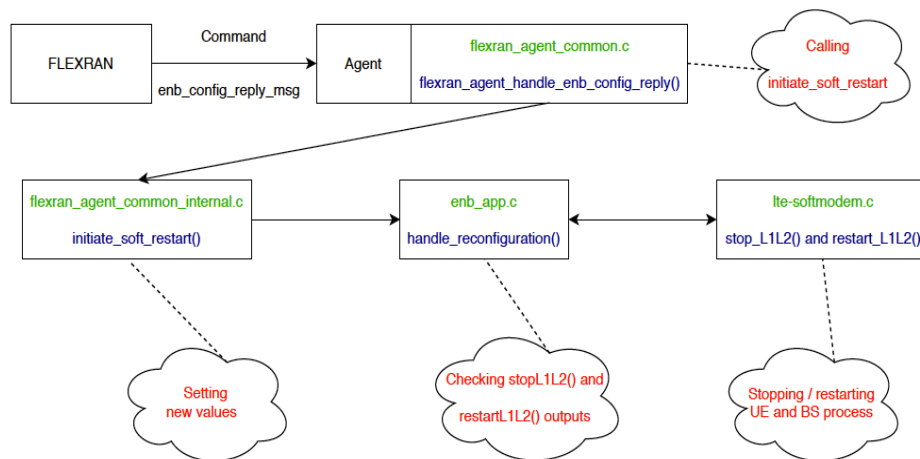 FLEXRAN
Command
enb_config_reply_msg
Agent
flexran_agent_common.c
flexran_agent_handle_enb_config_reply()
Calling
initiate_soft_restart
flexran_agent_common_internal.c
initiate_soft_restart()
enb_app.c
handle_reconfiguration()
lte-softmodem.c
stop_L1L2() and restart_L1L2()
Setting
new values
Checking stopL1L2() and
restartL1L2() outputs
Stopping / restarting
UE and BS process